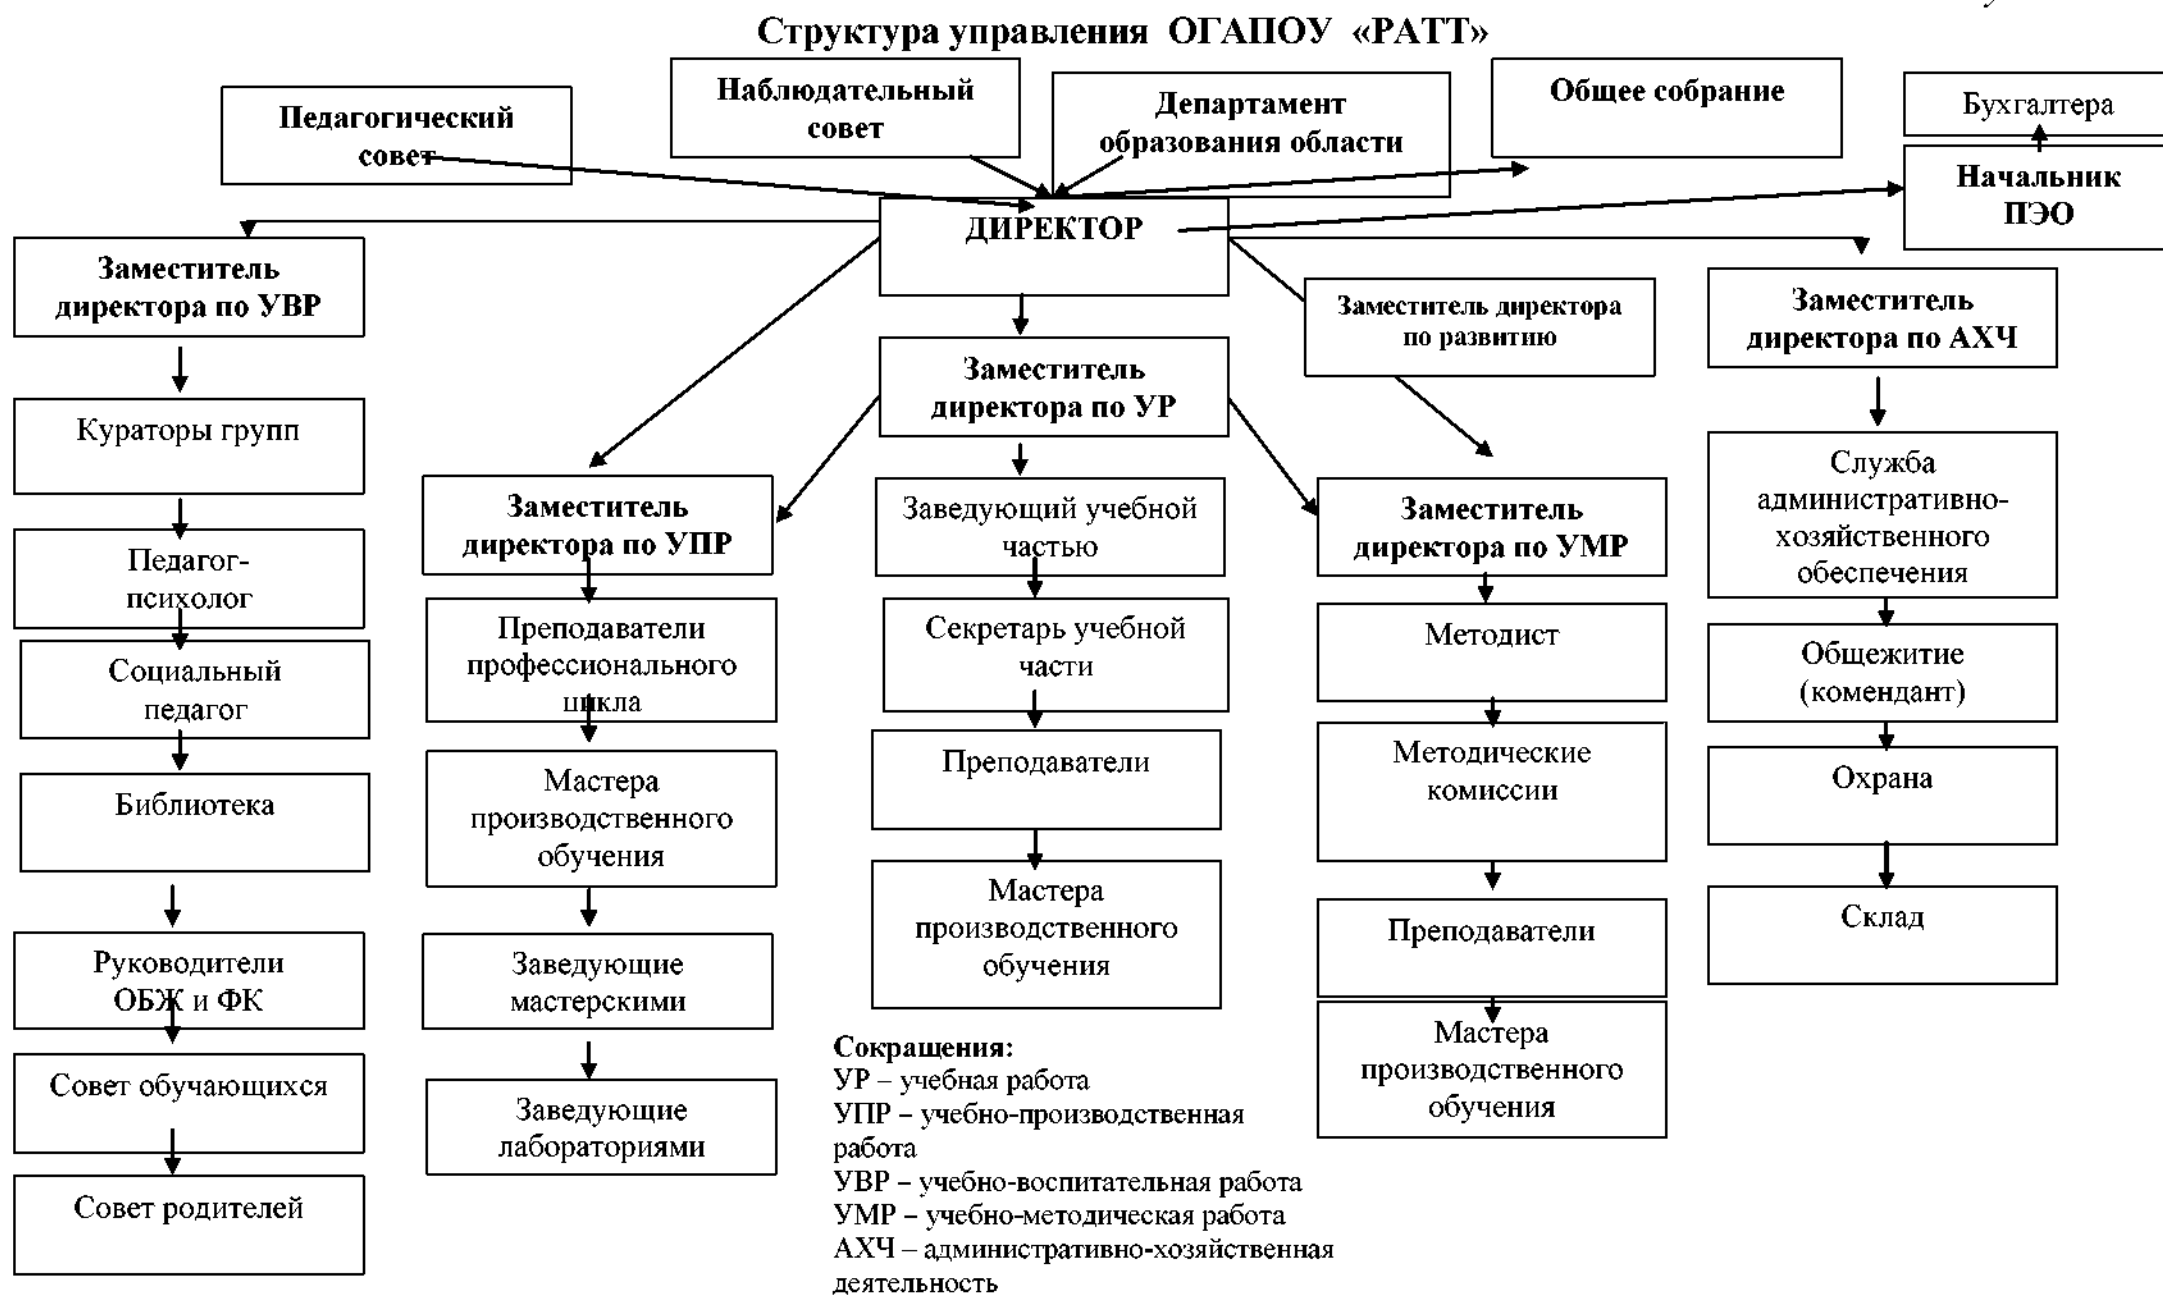 Структура управления ОГАПОУ «РАТТ»
Педагогический
совет
Наблюдательный
совет
Департамент
образования области
Общее собрание
Бухгалтера
Начальник
ПЭО
ДИРЕКТОР
Заместитель
директора по УВР
Заместитель директора
по развитию
Заместитель
директора по АХЧ
Заместитель
директора по УР
Кураторы групп
Педагог-
психолог
Социальный
педагог
Библиотека
Руководители
ОБЖ и ФК
Совет обучающихся
Совет родителей
Заместитель
директора по УПР
Преподаватели
профессионального
цикла
Мастера
производственного
обучения
Заведующие
мастерскими
Заведующие
лабораториями
Заведующий учебной
частью
Секретарь учебной
части
Преподаватели
Мастера
производственного
обучения
Заместитель
директора по УМР
Методист
Методические
комиссии
Преподаватели
Мастера
производственного
обучения
Служба
административно-
хозяйственного
обеспечения
Общежитие
(комендант)
Охрана
Склад
Сокращения:
УР – учебная работа
УПР – учебно-производственная
работа
УВР – учебно-воспитательная работа
УМР – учебно-методическая работа
АХЧ – административно-хозяйственная
деятельность